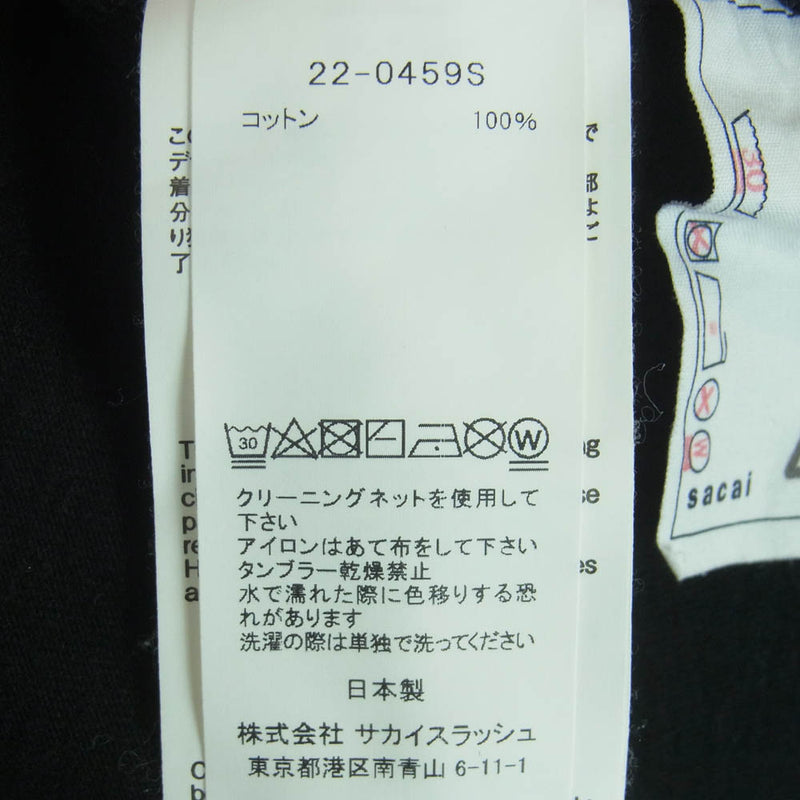 22-0459S
コットン 100%
30
W
クリーニングネットを使用して
下さい
アイロンはあて布をして下さい
タンブラー乾燥禁止
水で濡れた際に色移りする恐
れがあります
洗濯の際は単独で洗ってください
日本製
株式会社 サカイスラッシュ
東京都港区南青山 6-11-1
30
W
sacai